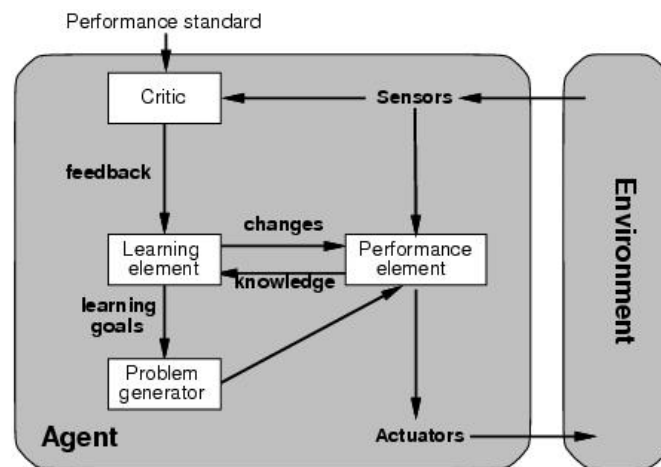 Performance standard
Critic
Sensors
feedback
changes
Learning
element
Performance
element
knowledge
learning
goals
Problem
generator
Agent
Actuators
Environment